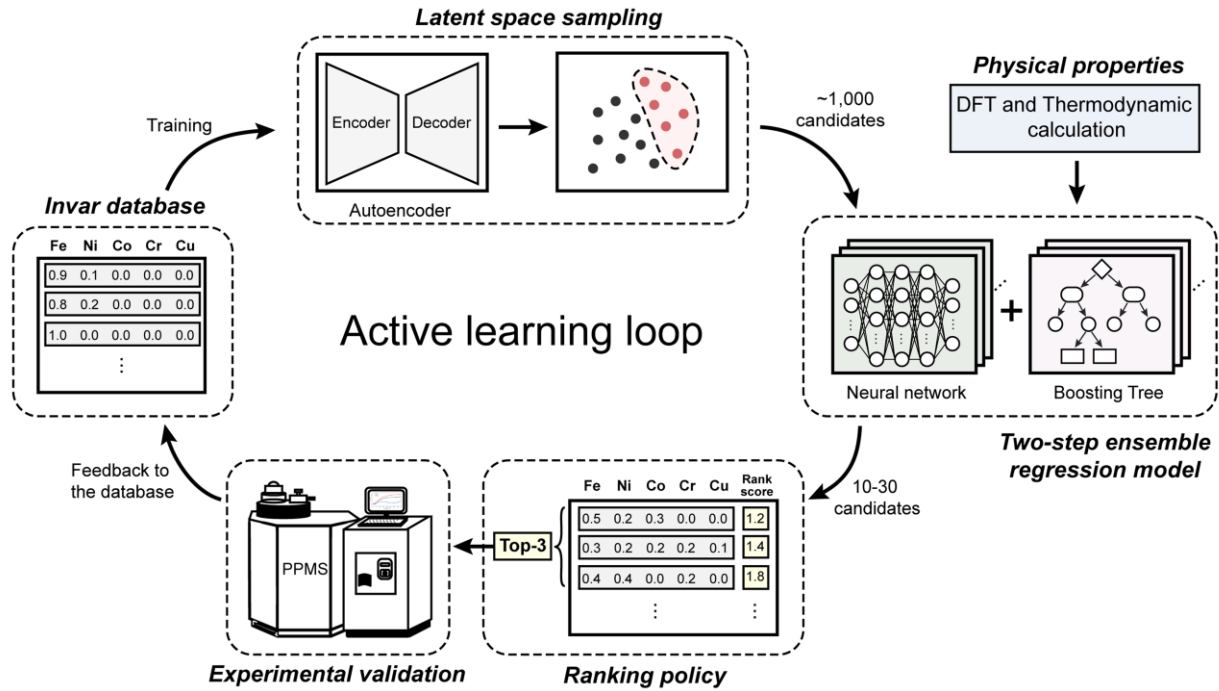 Latent space sampling
Encoder
Decoder
Autoencoder
Training
~1,000
candidates
Physical properties
DFT and Thermodynamic
calculation
Invar database
Fe Ni Co Cr Cu
0.9 0.1 0.0 0.0 0.0
0.8 0.2 0.0 0.0 0.0
1.0 0.0 0.0 0.0 0.0
⋮
Active learning loop
+
Neural network
Boosting Tree
Two-step ensemble
regression model
10-30
candidates
Fe Ni Co Cr Cu Rank
score
0.5 0.2 0.3 0.0 0.0 1.2
0.3 0.2 0.2 0.2 0.1 1.4
0.4 0.4 0.0 0.2 0.0 1.8
⋮ ⋮
Top-3
Ranking policy
PPMS
Experimental validation
Feedback to
the database